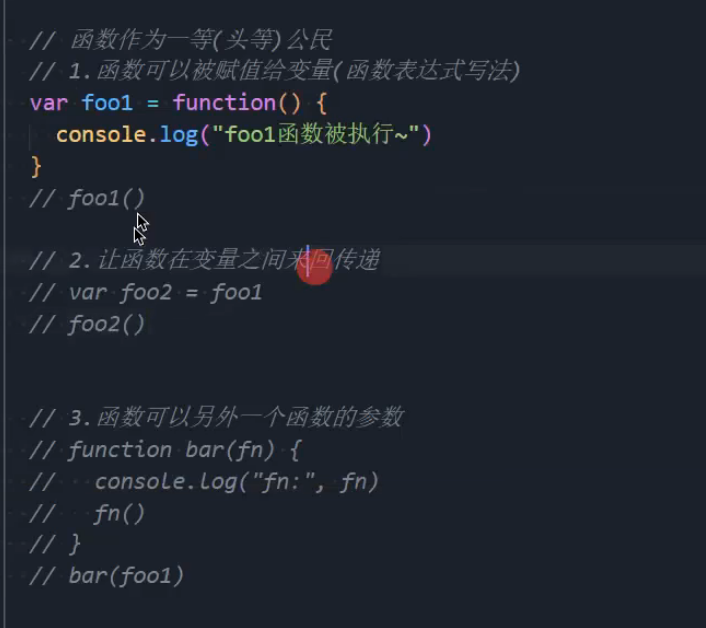 // 函数作为一等(头等)公民
// 1.函数可以被赋值给变量(函数表达式写法)
var foo1 = function() {
  console.log("foo1函数被执行~")
}
// foo1()
// 2.让函数在变量之间来回传递
// var foo2 = foo1
// foo2()
// 3.函数可以另外一个函数的参数
// function bar(fn) {
//   console.log("fn:", fn)
//   fn()
// }
// bar(foo1)